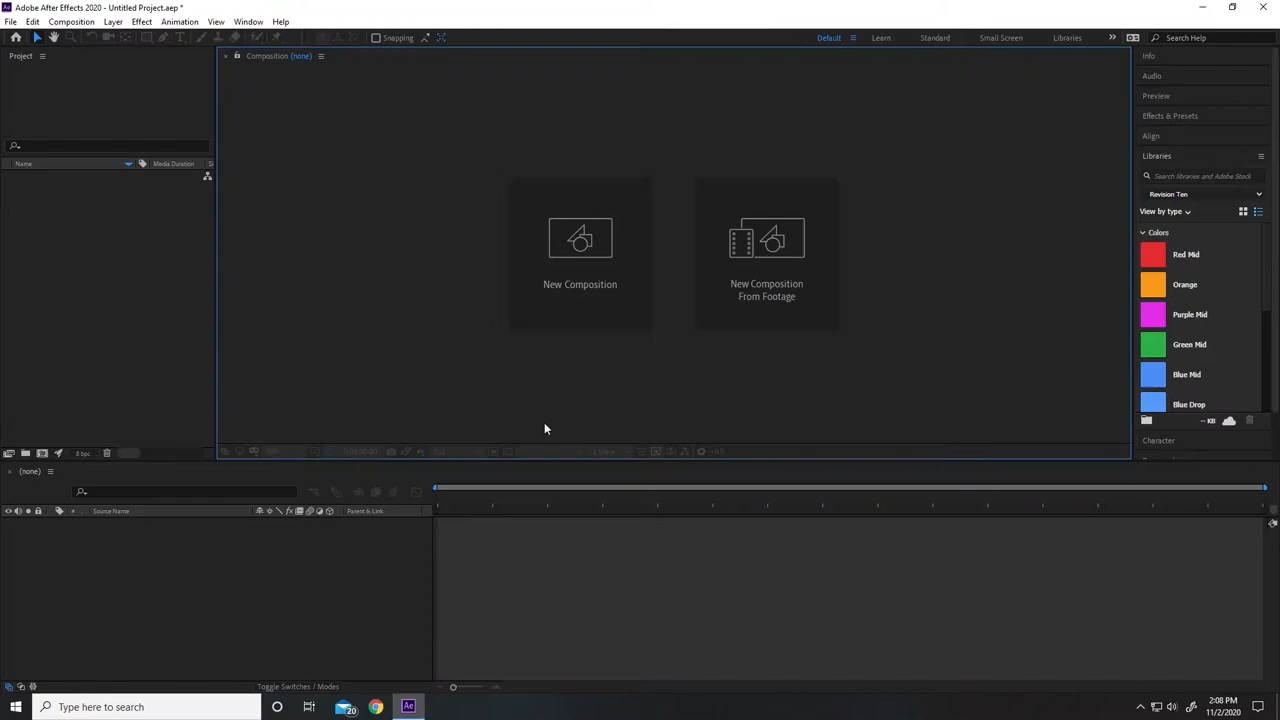 Adobe After Effects 2020 - Untitled Project.aep *
File Edit Composition Layer Effect Animation View Window Help
Snapping
Default Learn Standard Small Screen Libraries Search Help
Project
Composition (none)
Info
Audio
Preview
Effects & Presets
Align
Libraries
Search libraries and Adobe Stock
Revision Ten
View by type
Name Media Duration
Colors
Red Mid
Orange
Purple Mid
Green Mid
Blue Mid
Blue Drop
New Composition
New Composition
From Footage
-- KB
Character
8 bpc
(none)
Source Name Parent & Link
Toggle Switches / Modes
Type here to search
20
Ae
2:08 PM
11/2/2020